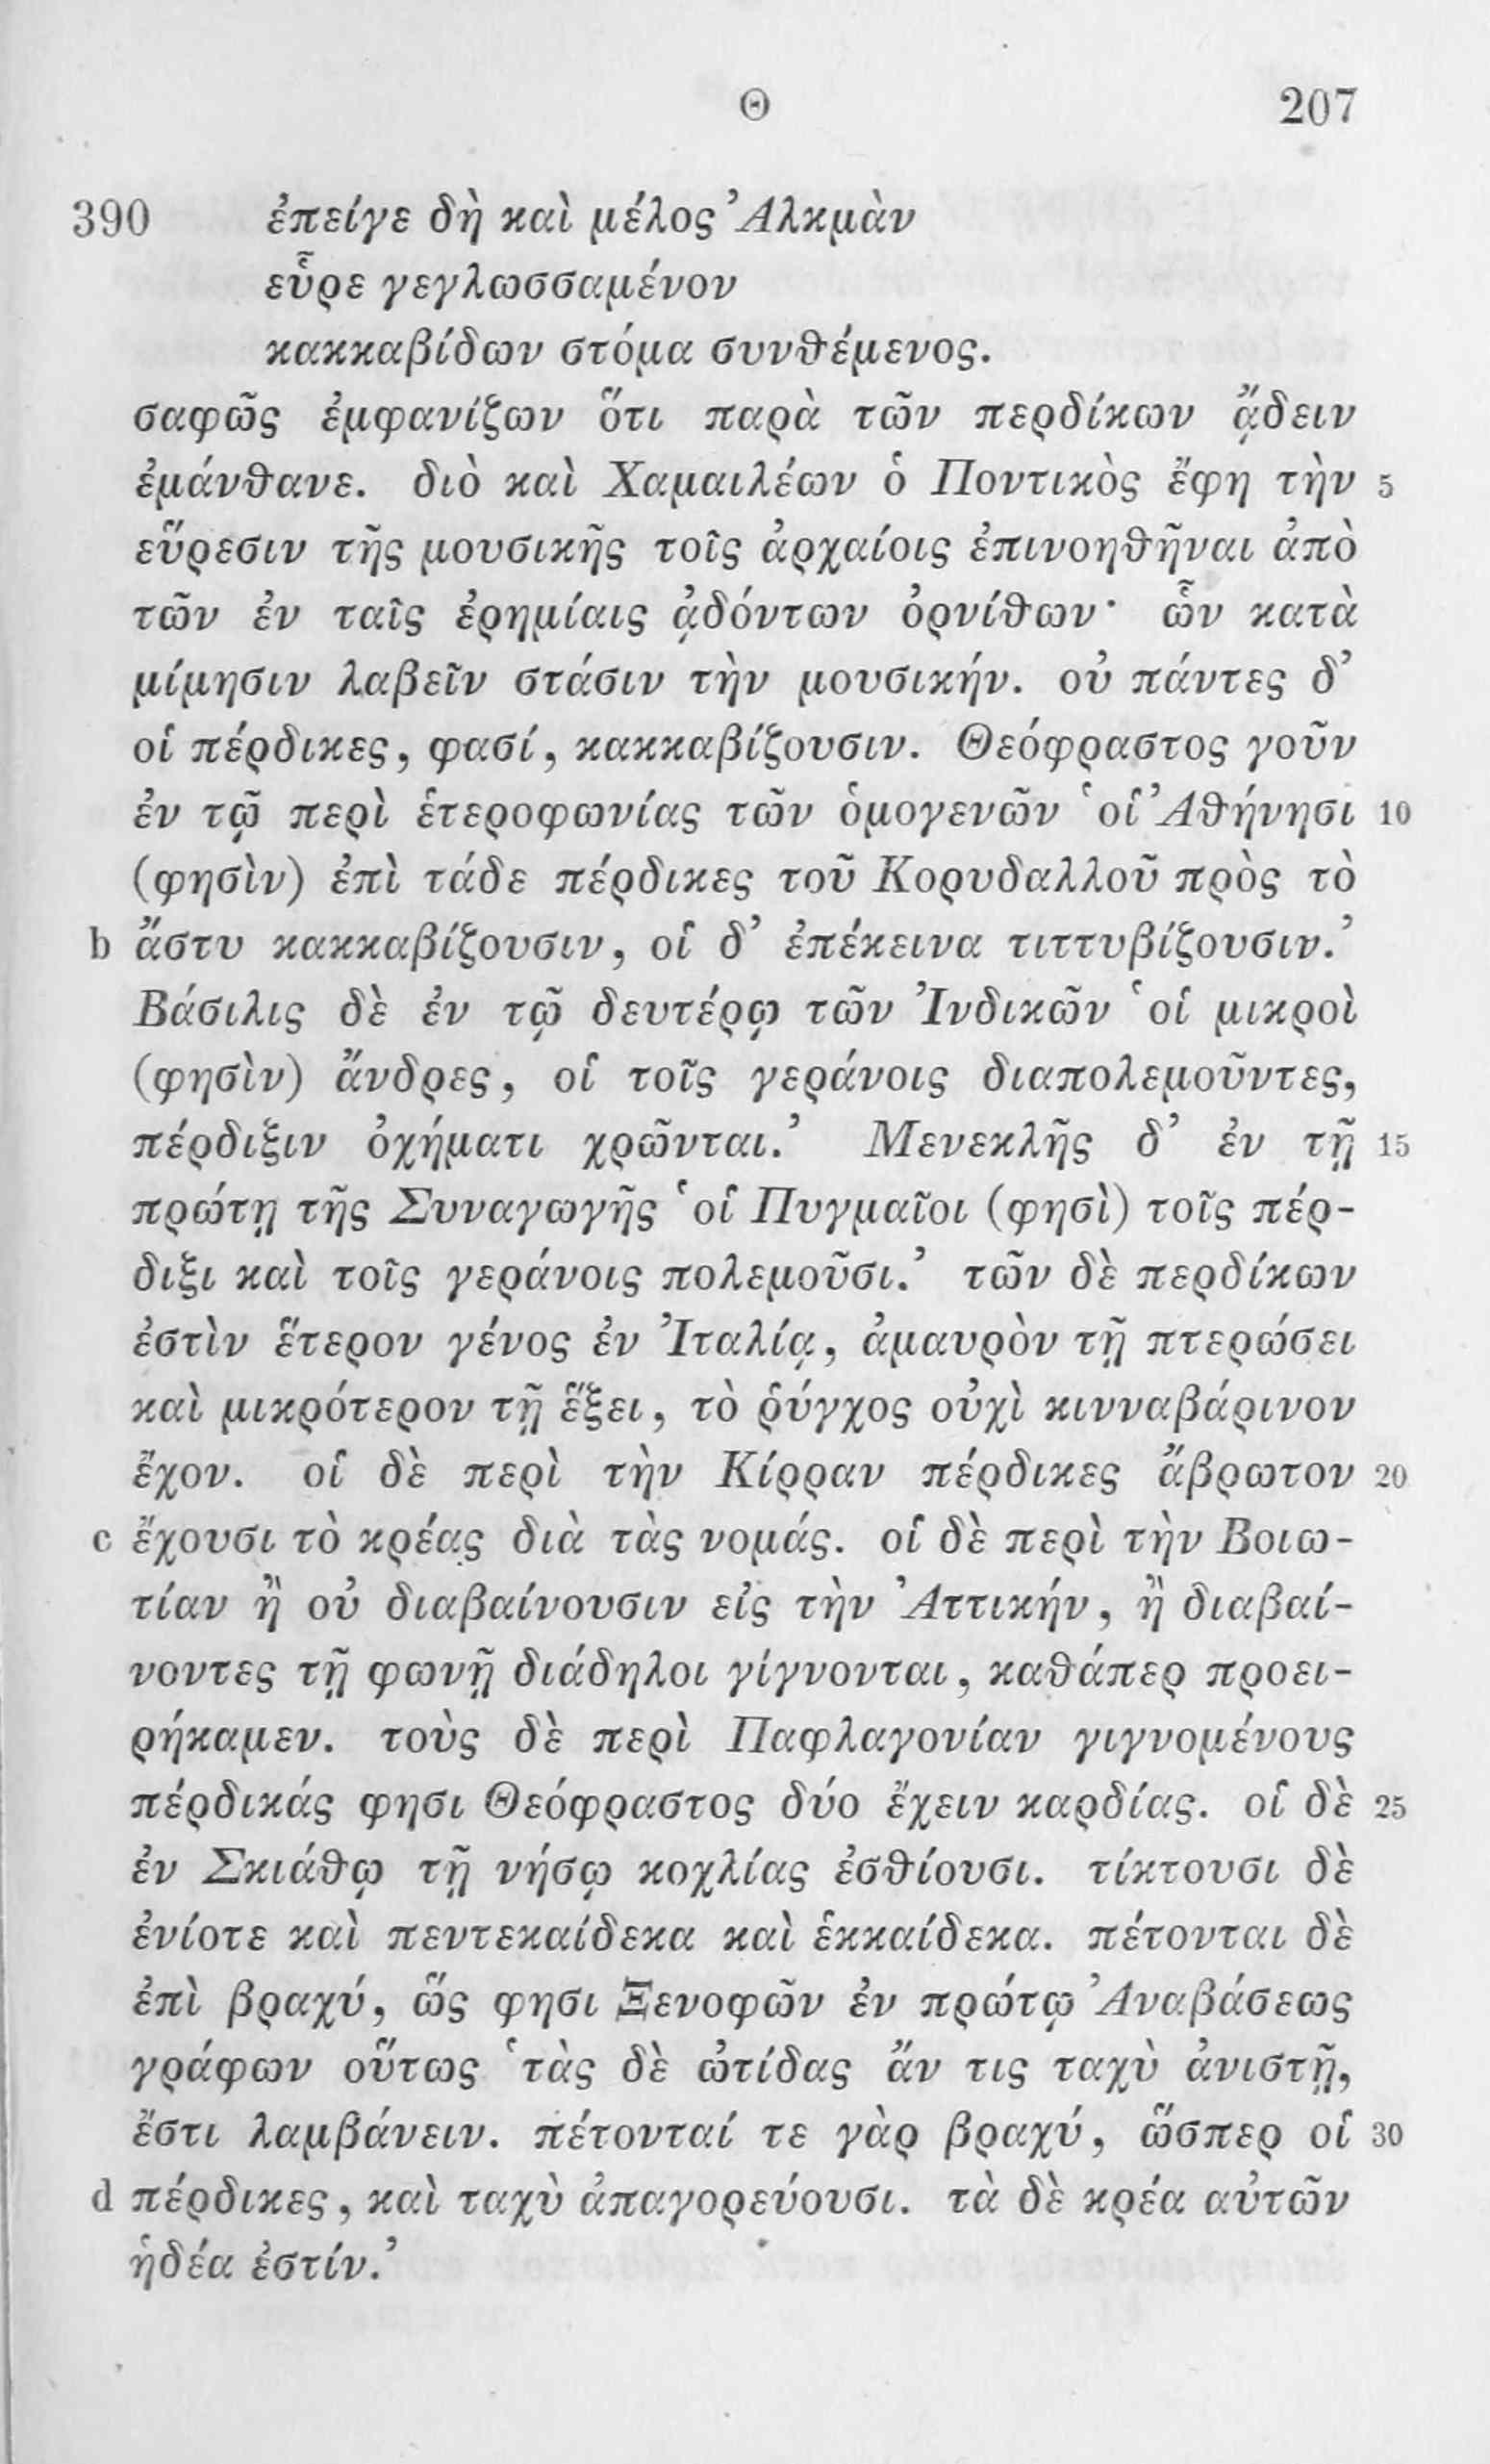 Θ 207
390 ἐπείγε δὴ καὶ μέλος Ἀλκμὰν
εὗρε γεγλωσσαμένον
κακκαβίδων στόμα συνθέμενος.
σαφῶς ἐμφανίζων ὅτι παρὰ τῶν περδίκων ᾄδειν
ἐμάνθανε. διὸ καὶ Χαμαιλέων ὁ Ποντικὸς ἔφη τὴν 5
εὕρεσιν τῆς μουσικῆς τοῖς ἀρχαίοις ἐπινοηθῆναι ἀπὸ
τῶν ἐν ταῖς ἐρημίαις ᾀδόντων ὀρνίθων· ὧν κατὰ
μίμησιν λαβεῖν στάσιν τὴν μουσικήν. οὐ πάντες δ’
οἱ πέρδικες, φασί, κακκαβίζουσιν. Θεόφραστος γοῦν
ἐν τῷ περὶ ἑτεροφωνίας τῶν ὁμογενῶν ‘οἱ Ἀθήνησι 10
(φησὶν) ἐπὶ τάδε πέρδικες τοῦ Κορυδαλλοῦ πρὸς τὸ
b ἄστυ κακκαβίζουσιν, οἱ δ’ ἐπέκεινα τιττυβίζουσιν.’
Βάσιλις δὲ ἐν τῷ δευτέρῳ τῶν Ἰνδικῶν ‘οἱ μικροὶ
(φησὶν) ἄνδρες, οἱ τοῖς γεράνοις διαπολεμοῦντες,
πέρδιξιν ὀχήματι χρῶνται.’ Μενεκλῆς δ’ ἐν τῇ 15
πρώτῃ τῆς Συναγωγῆς ‘οἱ Πυγμαῖοι (φησὶ) τοῖς πέρ-
διξι καὶ τοῖς γεράνοις πολεμοῦσι.’ τῶν δὲ περδίκων
ἐστὶν ἕτερον γένος ἐν Ἰταλίᾳ, ἀμαυρὸν τῇ πτερώσει
καὶ μικρότερον τῇ ἕξει, τὸ ῥύγχος οὐχὶ κινναβάρινον
ἔχον. οἱ δὲ περὶ τὴν Κίρραν πέρδικες ἄβρωτον 20
c ἔχουσι τὸ κρέας διὰ τὰς νομάς. οἱ δὲ περὶ τὴν Βοιω-
τίαν ἢ οὐ διαβαίνουσιν εἰς τὴν Ἀττικήν, ἢ διαβαί-
νοντες τῇ φωνῇ διάδηλοι γίγνονται, καθάπερ προει-
ρήκαμεν. τοὺς δὲ περὶ Παφλαγονίαν γιγνομένους
πέρδικάς φησι Θεόφραστος δύο ἔχειν καρδίας. οἱ δὲ 25
ἐν Σκιάθῳ τῇ νήσῳ κοχλίας ἐσθίουσι. τίκτουσι δὲ
ἐνίοτε καὶ πεντεκαίδεκα καὶ ἑκκαίδεκα. πέτονται δὲ
ἐπὶ βραχύ, ὥς φησι Ξενοφῶν ἐν πρώτῳ Ἀναβάσεως
γράφων οὕτως ‘τὰς δὲ ὠτίδας ἄν τις ταχὺ ἀνιστῇ,
ἔστι λαμβάνειν. πέτονταί τε γὰρ βραχύ, ὥσπερ οἱ 30
d πέρδικες, καὶ ταχὺ ἀπαγορεύουσι. τὰ δὲ κρέα αὐτῶν
ἡδέα ἐστίν.’